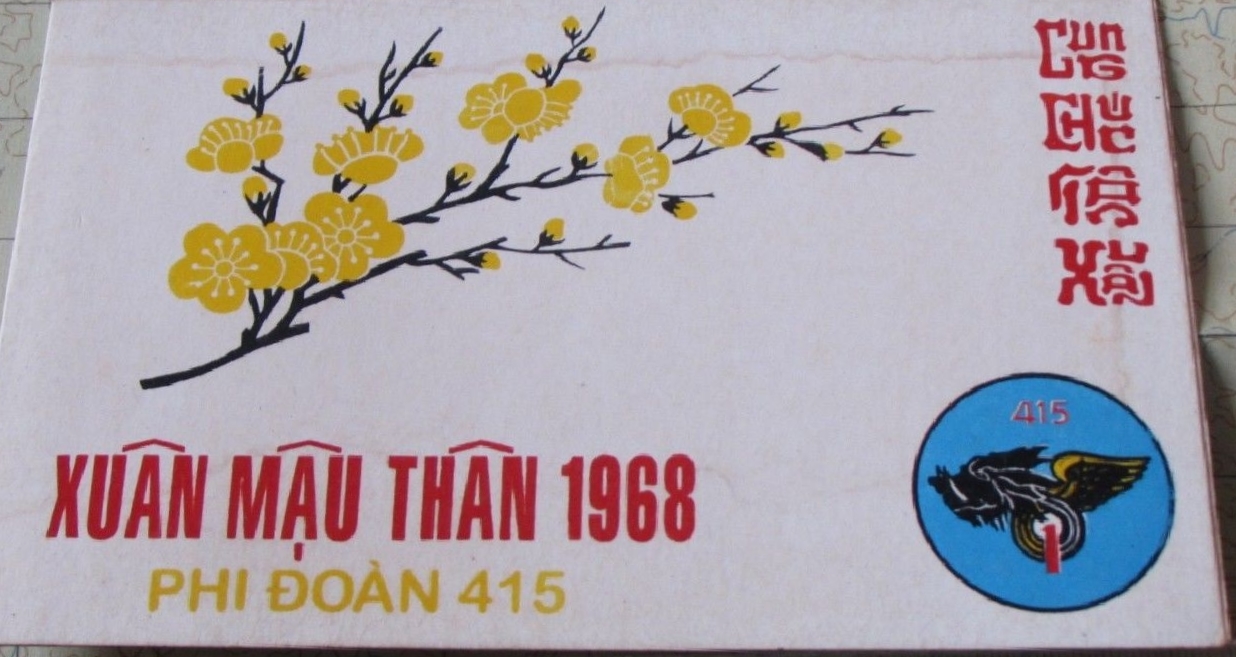 Cung
Chúc
Tân
Xuân
XUÂN MẬU THÂN 1968
PHI ĐOÀN 415
415
1